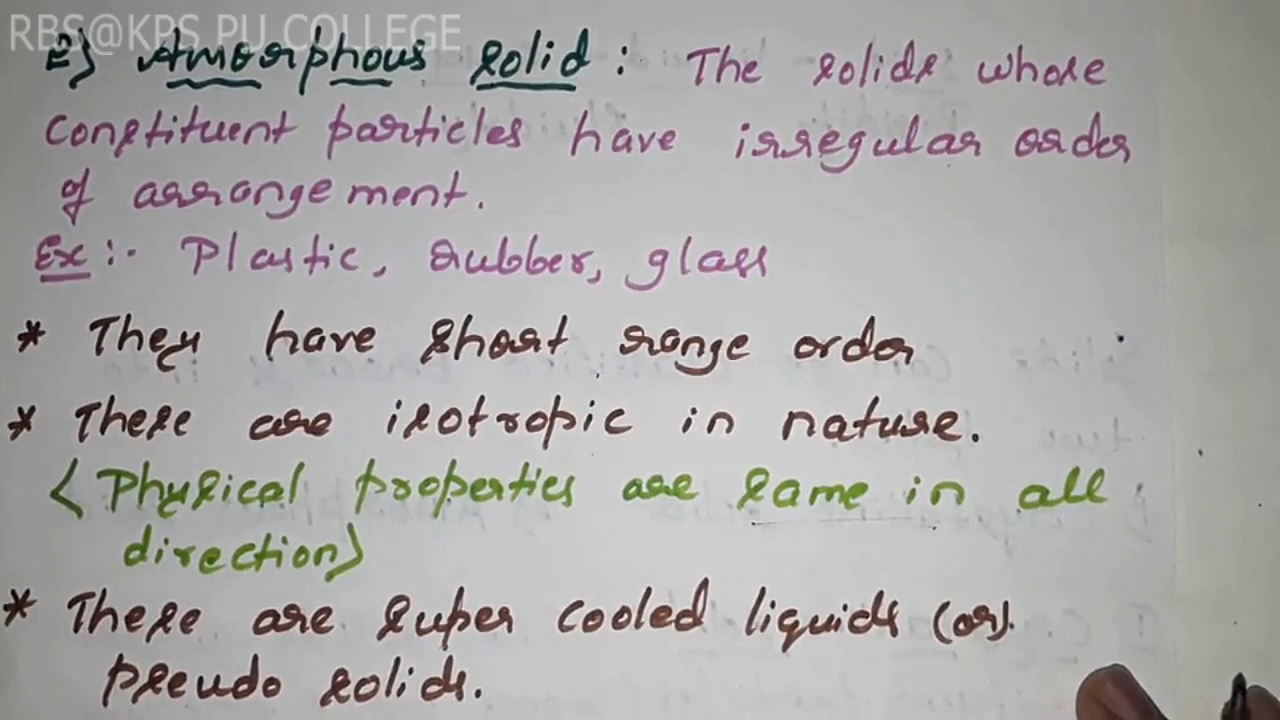 RBS@KPS PU COLLEGE
2) Amorphous solid : The solids whose
constituent particles have irregular order
of arrangement.
Ex :- Plastic, rubber, glass
* They have short range order
* These are isotropic in nature.
<Physical properties are same in all
direction>
* These are super cooled liquids (or).
pseudo solids.